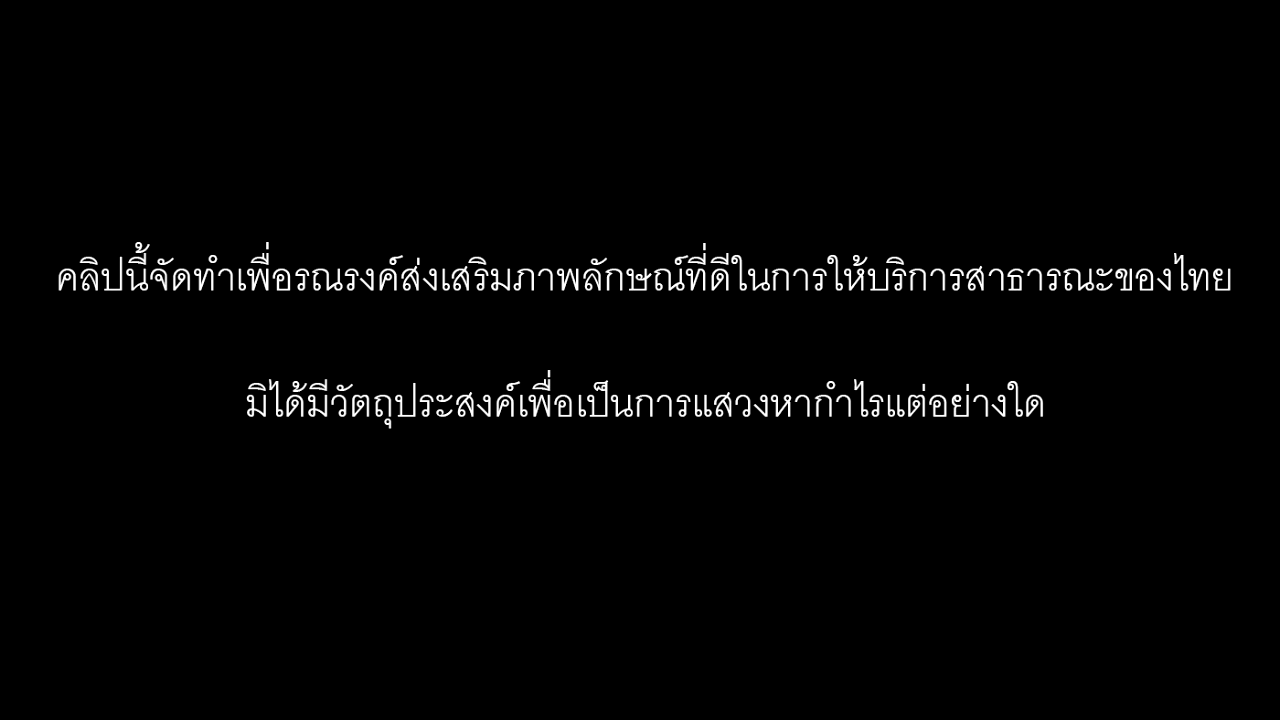 คลิปนี้จัดทำเพื่อรณรงค์ส่งเสริมภาพลักษณ์ที่ดีในการให้บริการสาธารณะของไทย
มิได้มีวัตถุประสงค์เพื่อเป็นการแสวงหากำไรแต่อย่างใด